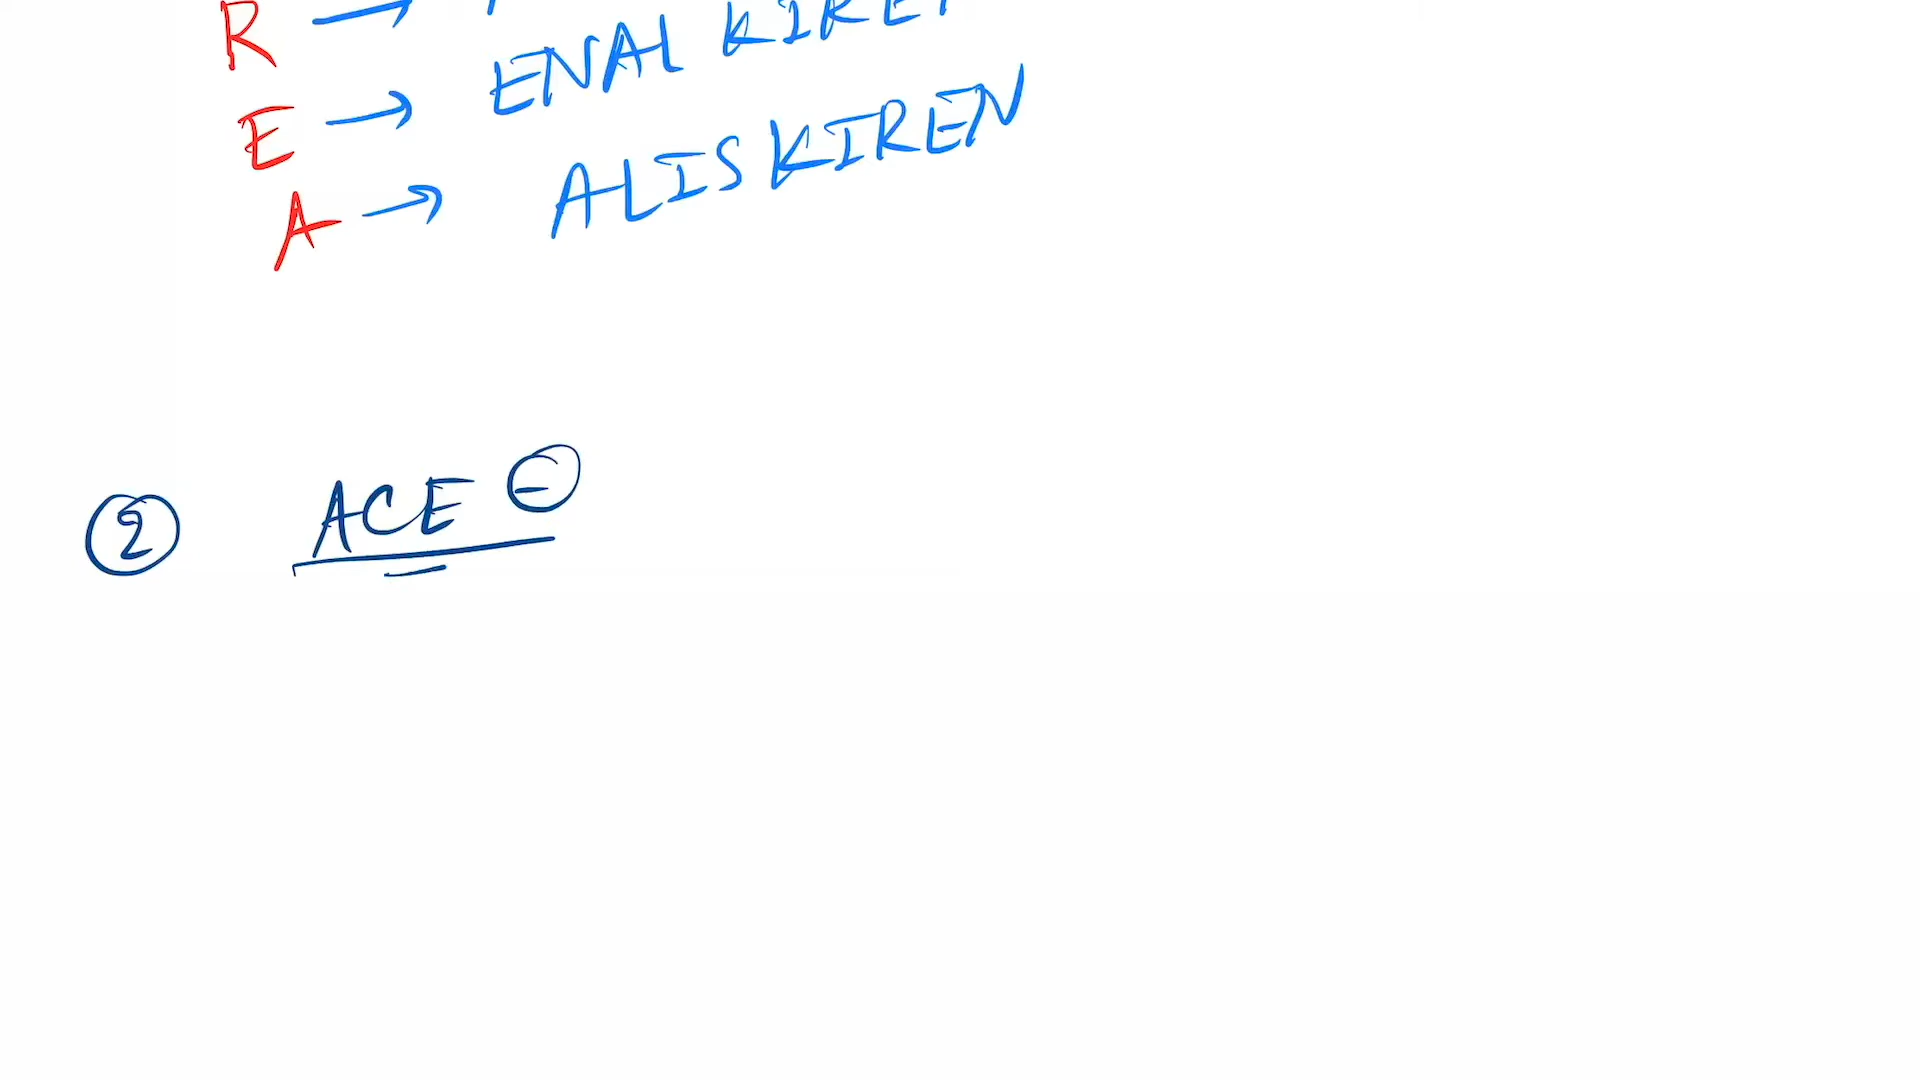 R →
E → ENALKIREN
A → ALISKIREN
② ACE ⊖